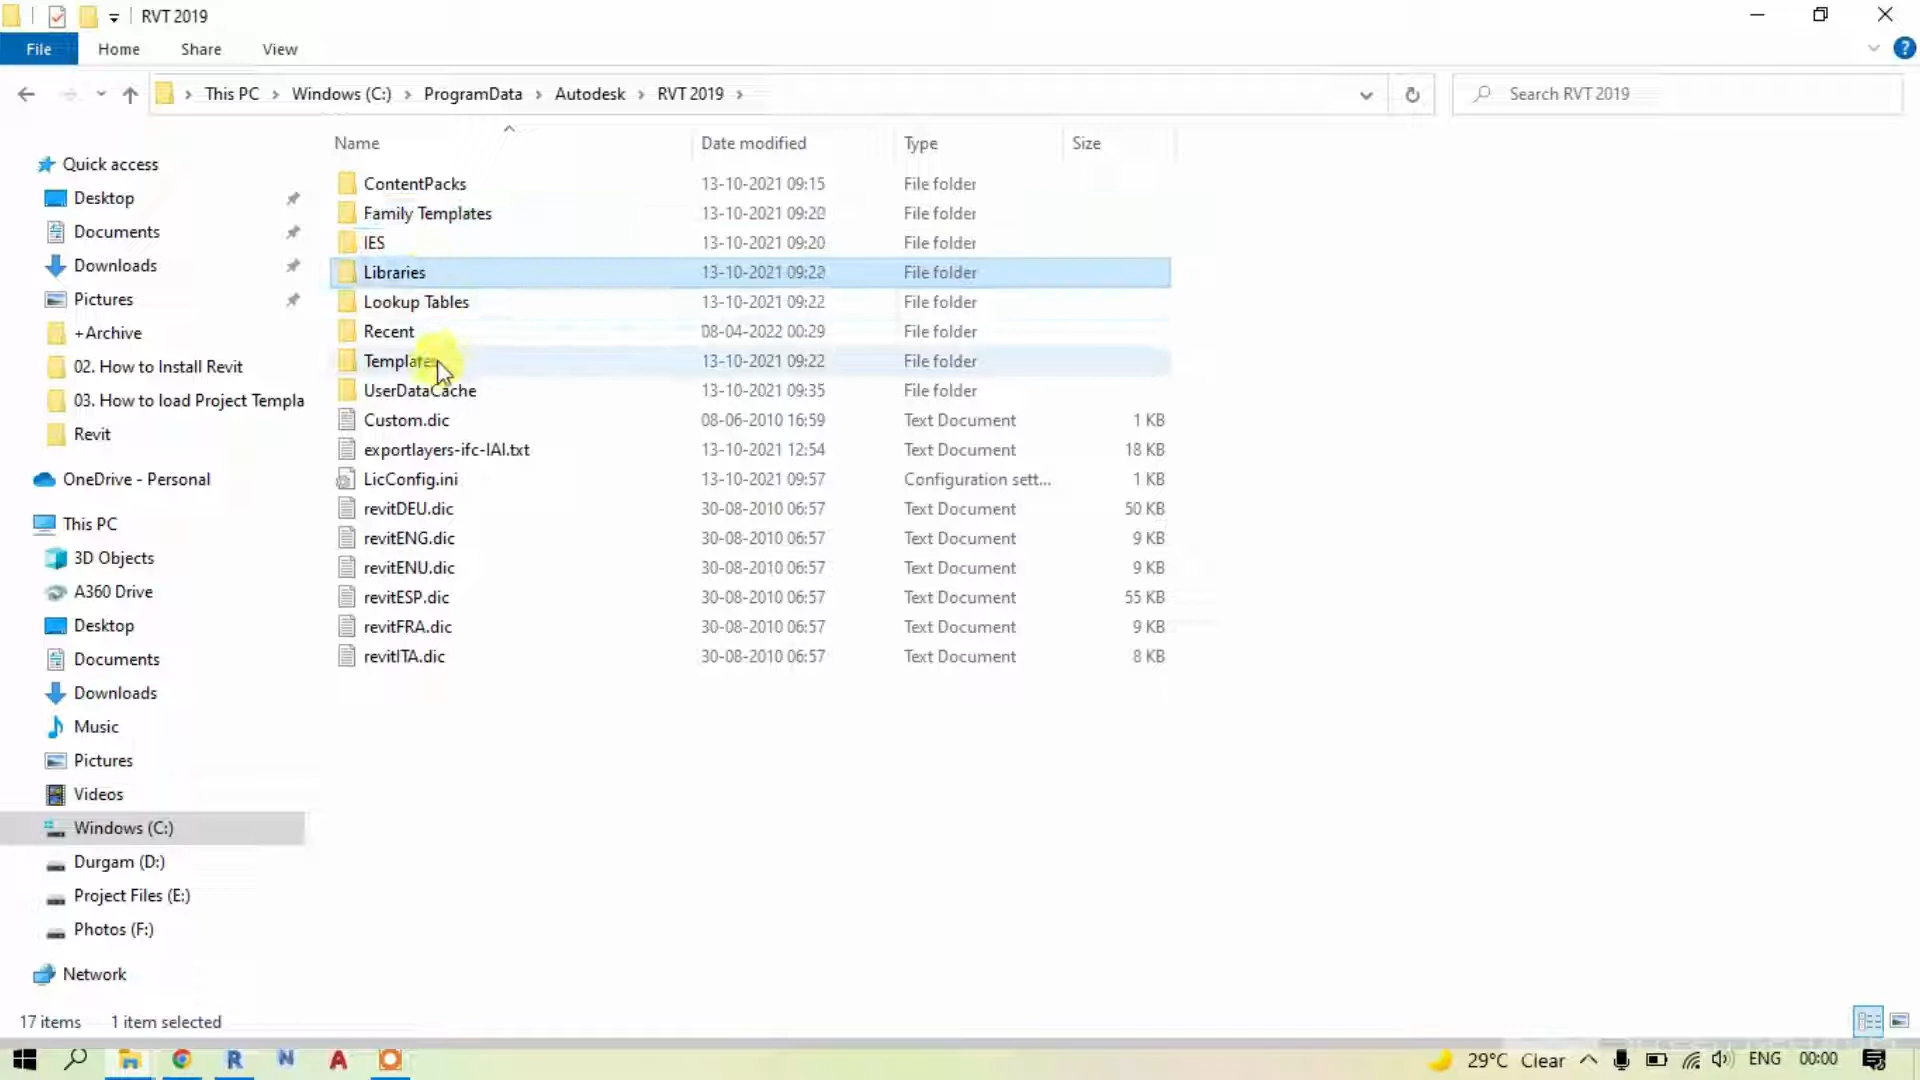 RVT 2019
File Home Share View
This PC Windows (C:) ProgramData Autodesk RVT 2019
Search RVT 2019
Name Date modified Type Size
ContentPacks 13-10-2021 09:15 File folder
Family Templates 13-10-2021 09:20 File folder
IES 13-10-2021 09:20 File folder
Libraries 13-10-2021 09:22 File folder
Lookup Tables 13-10-2021 09:22 File folder
Recent 08-04-2022 00:29 File folder
Templates 13-10-2021 09:22 File folder
UserDataCache 13-10-2021 09:35 File folder
Custom.dic 08-06-2010 16:59 Text Document 1 KB
exportlayers-ifc-IAI.txt 13-10-2021 12:54 Text Document 18 KB
LicConfig.ini 13-10-2021 09:57 Configuration sett... 1 KB
revitDEU.dic 30-08-2010 06:57 Text Document 50 KB
revitENG.dic 30-08-2010 06:57 Text Document 9 KB
revitENU.dic 30-08-2010 06:57 Text Document 9 KB
revitESP.dic 30-08-2010 06:57 Text Document 55 KB
revitFRA.dic 30-08-2010 06:57 Text Document 9 KB
revitITA.dic 30-08-2010 06:57 Text Document 8 KB
Quick access
Desktop
Documents
Downloads
Pictures
+Archive
02. How to Install Revit
03. How to load Project Templa
Revit
OneDrive - Personal
This PC
3D Objects
A360 Drive
Desktop
Documents
Downloads
Music
Pictures
Videos
Windows (C:)
Durgam (D:)
Project Files (E:)
Photos (F:)
Network
17 items 1 item selected
29°C Clear ENG 00:00